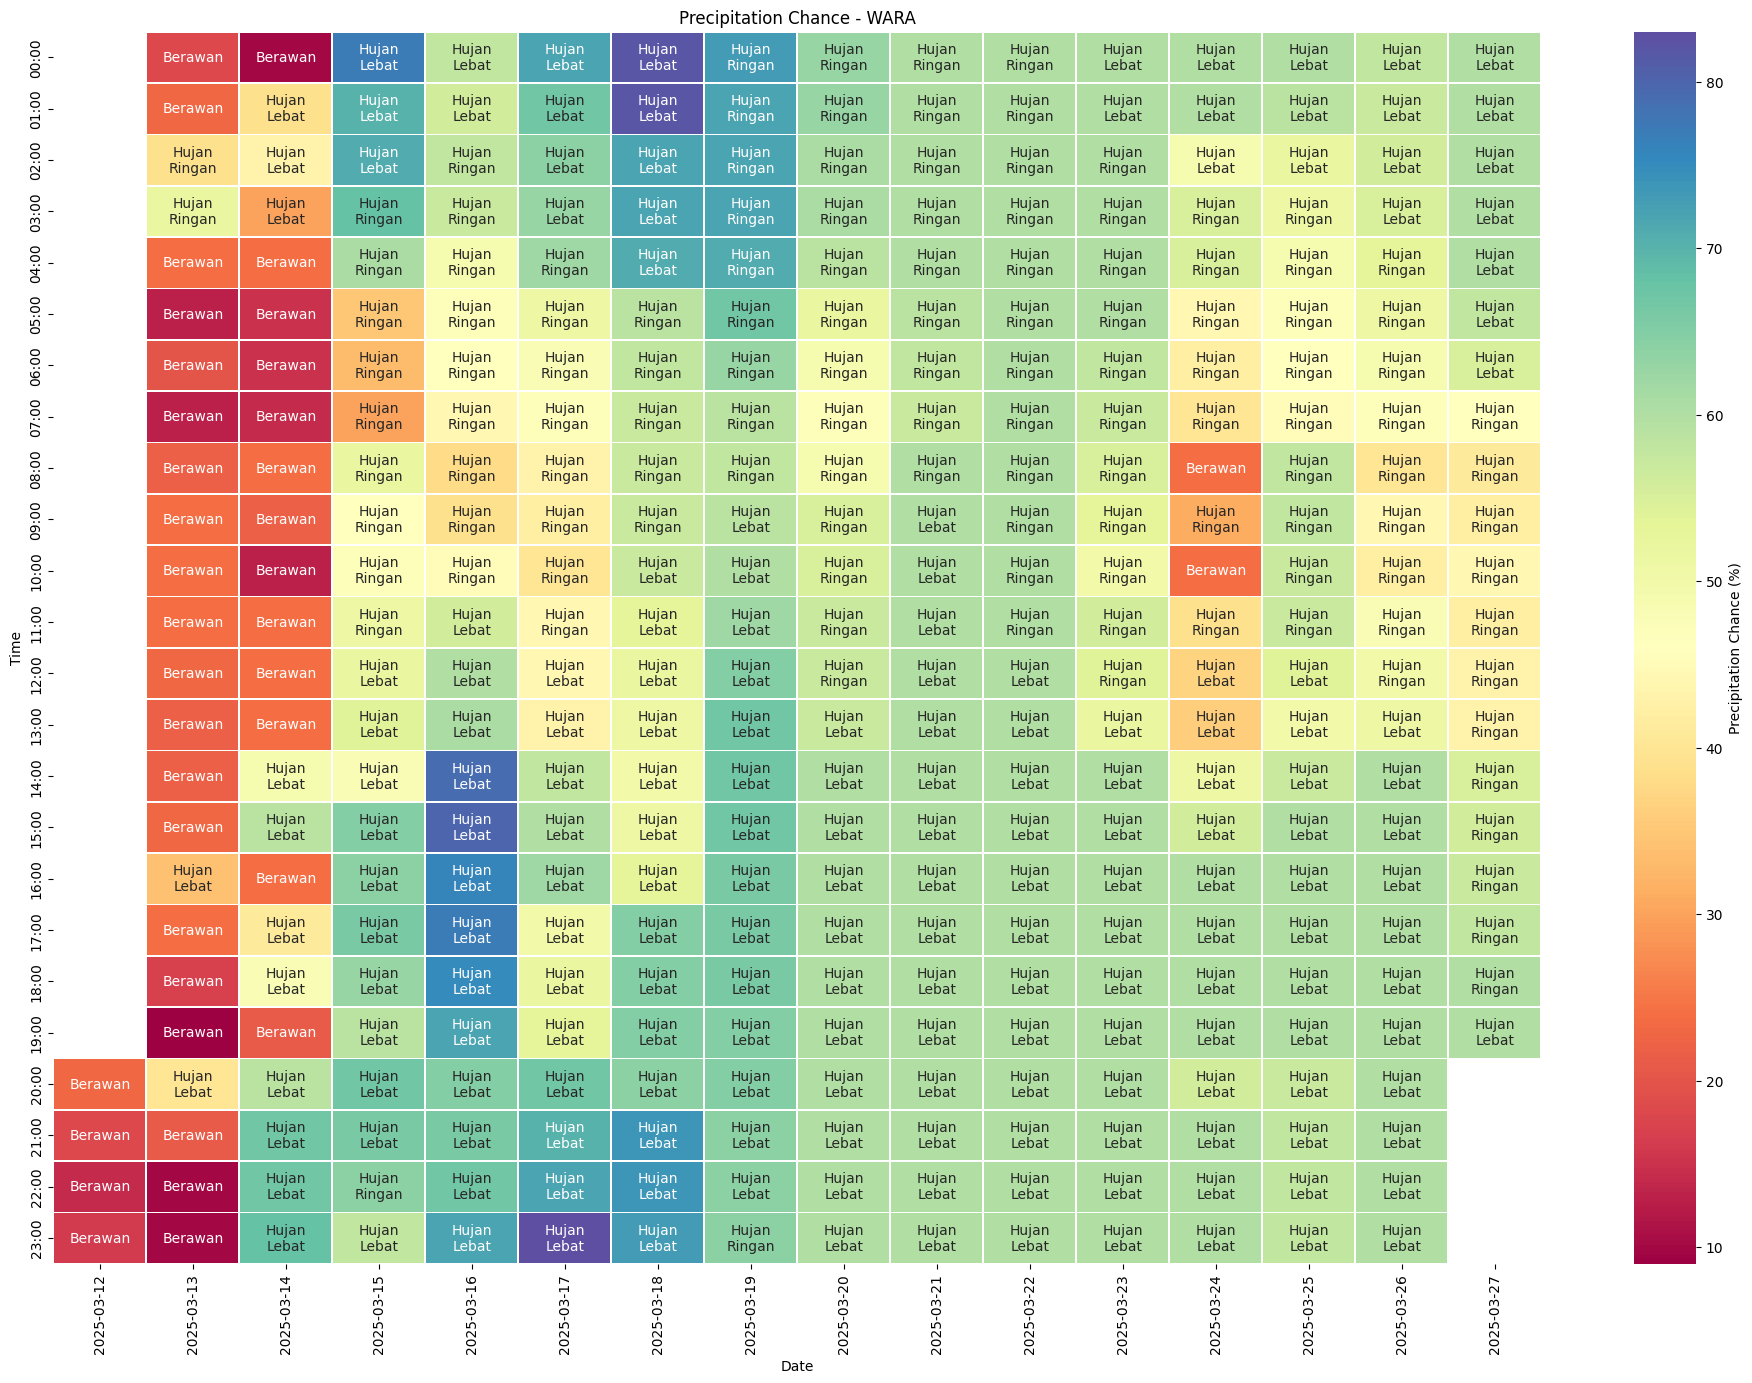 Precipitation Chance - WARA
00:00 Berawan Berawan Hujan Lebat Hujan Lebat Hujan Lebat Hujan Lebat Hujan Ringan Hujan Ringan Hujan Ringan Hujan Ringan Hujan Lebat Hujan Lebat Hujan Lebat Hujan Lebat Hujan Lebat
01:00 Berawan Hujan Lebat Hujan Lebat Hujan Lebat Hujan Lebat Hujan Lebat Hujan Ringan Hujan Ringan Hujan Ringan Hujan Ringan Hujan Lebat Hujan Lebat Hujan Lebat Hujan Lebat Hujan Lebat
02:00 Hujan Ringan Hujan Lebat Hujan Lebat Hujan Ringan Hujan Lebat Hujan Lebat Hujan Ringan Hujan Ringan Hujan Ringan Hujan Ringan Hujan Ringan Hujan Lebat Hujan Lebat Hujan Lebat Hujan Lebat
03:00 Hujan Ringan Hujan Lebat Hujan Ringan Hujan Ringan Hujan Lebat Hujan Lebat Hujan Ringan Hujan Ringan Hujan Ringan Hujan Ringan Hujan Ringan Hujan Ringan Hujan Ringan Hujan Lebat Hujan Lebat
04:00 Berawan Berawan Hujan Ringan Hujan Ringan Hujan Ringan Hujan Lebat Hujan Ringan Hujan Ringan Hujan Ringan Hujan Ringan Hujan Ringan Hujan Ringan Hujan Ringan Hujan Ringan Hujan Lebat
05:00 Berawan Berawan Hujan Ringan Hujan Ringan Hujan Ringan Hujan Ringan Hujan Ringan Hujan Ringan Hujan Ringan Hujan Ringan Hujan Ringan Hujan Ringan Hujan Ringan Hujan Ringan Hujan Lebat
06:00 Berawan Berawan Hujan Ringan Hujan Ringan Hujan Ringan Hujan Ringan Hujan Ringan Hujan Ringan Hujan Ringan Hujan Ringan Hujan Ringan Hujan Ringan Hujan Ringan Hujan Ringan Hujan Lebat
07:00 Berawan Berawan Hujan Ringan Hujan Ringan Hujan Ringan Hujan Ringan Hujan Ringan Hujan Ringan Hujan Ringan Hujan Ringan Hujan Ringan Hujan Ringan Hujan Ringan Hujan Ringan Hujan Ringan
08:00 Berawan Berawan Hujan Ringan Hujan Ringan Hujan Ringan Hujan Ringan Hujan Ringan Hujan Ringan Hujan Ringan Hujan Ringan Hujan Ringan Berawan Hujan Ringan Hujan Ringan Hujan Ringan
09:00 Berawan Berawan Hujan Ringan Hujan Ringan Hujan Ringan Hujan Ringan Hujan Lebat Hujan Ringan Hujan Lebat Hujan Ringan Hujan Ringan Hujan Ringan Hujan Ringan Hujan Ringan Hujan Ringan
10:00 Berawan Berawan Hujan Ringan Hujan Ringan Hujan Ringan Hujan Lebat Hujan Lebat Hujan Ringan Hujan Lebat Hujan Ringan Hujan Ringan Berawan Hujan Ringan Hujan Ringan Hujan Ringan
11:00 Berawan Berawan Hujan Ringan Hujan Lebat Hujan Ringan Hujan Lebat Hujan Lebat Hujan Ringan Hujan Lebat Hujan Ringan Hujan Ringan Hujan Ringan Hujan Ringan Hujan Ringan Hujan Ringan
12:00 Berawan Berawan Hujan Lebat Hujan Lebat Hujan Lebat Hujan Lebat Hujan Lebat Hujan Ringan Hujan Lebat Hujan Lebat Hujan Ringan Hujan Lebat Hujan Lebat Hujan Ringan Hujan Ringan
13:00 Berawan Berawan Hujan Lebat Hujan Lebat Hujan Lebat Hujan Lebat Hujan Lebat Hujan Lebat Hujan Lebat Hujan Lebat Hujan Lebat Hujan Lebat Hujan Lebat Hujan Lebat Hujan Ringan
14:00 Berawan Hujan Lebat Hujan Lebat Hujan Lebat Hujan Lebat Hujan Lebat Hujan Lebat Hujan Lebat Hujan Lebat Hujan Lebat Hujan Lebat Hujan Lebat Hujan Lebat Hujan Lebat Hujan Ringan
15:00 Berawan Hujan Lebat Hujan Lebat Hujan Lebat Hujan Lebat Hujan Lebat Hujan Lebat Hujan Lebat Hujan Lebat Hujan Lebat Hujan Lebat Hujan Lebat Hujan Lebat Hujan Lebat Hujan Ringan
16:00 Hujan Lebat Berawan Hujan Lebat Hujan Lebat Hujan Lebat Hujan Lebat Hujan Lebat Hujan Lebat Hujan Lebat Hujan Lebat Hujan Lebat Hujan Lebat Hujan Lebat Hujan Lebat Hujan Ringan
17:00 Berawan Hujan Lebat Hujan Lebat Hujan Lebat Hujan Lebat Hujan Lebat Hujan Lebat Hujan Lebat Hujan Lebat Hujan Lebat Hujan Lebat Hujan Lebat Hujan Lebat Hujan Lebat Hujan Ringan
18:00 Berawan Hujan Lebat Hujan Lebat Hujan Lebat Hujan Lebat Hujan Lebat Hujan Lebat Hujan Lebat Hujan Lebat Hujan Lebat Hujan Lebat Hujan Lebat Hujan Lebat Hujan Lebat Hujan Ringan
19:00 Berawan Berawan Hujan Lebat Hujan Lebat Hujan Lebat Hujan Lebat Hujan Lebat Hujan Lebat Hujan Lebat Hujan Lebat Hujan Lebat Hujan Lebat Hujan Lebat Hujan Lebat Hujan Lebat
20:00 Berawan Hujan Lebat Hujan Lebat Hujan Lebat Hujan Lebat Hujan Lebat Hujan Lebat Hujan Lebat Hujan Lebat Hujan Lebat Hujan Lebat Hujan Lebat Hujan Lebat Hujan Lebat Hujan Lebat
21:00 Berawan Berawan Hujan Lebat Hujan Lebat Hujan Lebat Hujan Lebat Hujan Lebat Hujan Lebat Hujan Lebat Hujan Lebat Hujan Lebat Hujan Lebat Hujan Lebat Hujan Lebat Hujan Lebat
22:00 Berawan Berawan Hujan Lebat Hujan Ringan Hujan Lebat Hujan Lebat Hujan Lebat Hujan Lebat Hujan Lebat Hujan Lebat Hujan Lebat Hujan Lebat Hujan Lebat Hujan Lebat Hujan Lebat
23:00 Berawan Berawan Hujan Lebat Hujan Lebat Hujan Lebat Hujan Lebat Hujan Lebat Hujan Ringan Hujan Lebat Hujan Lebat Hujan Lebat Hujan Lebat Hujan Lebat Hujan Lebat Hujan Lebat
Time
2025-03-12 2025-03-13 2025-03-14 2025-03-15 2025-03-16 2025-03-17 2025-03-18 2025-03-19 2025-03-20 2025-03-21 2025-03-22 2025-03-23 2025-03-24 2025-03-25 2025-03-26 2025-03-27
Date
80
70
60
50
40
30
20
10
Precipitation Chance (%)